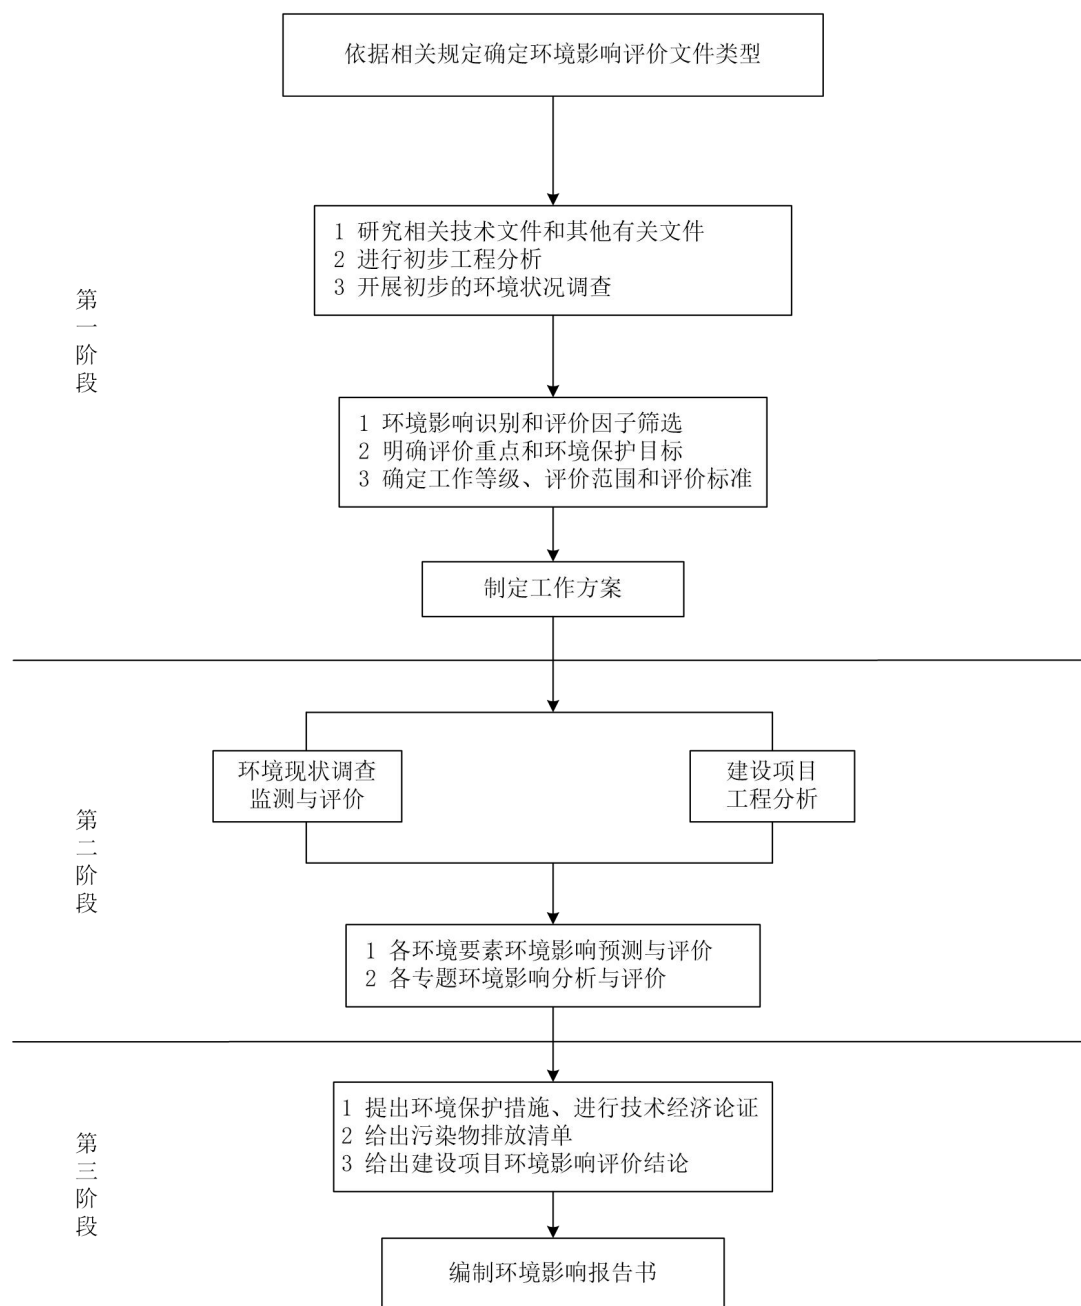 依据相关规定确定环境影响评价文件类型
1 研究相关技术文件和其他有关文件
2 进行初步工程分析
3 开展初步的环境状况调查
第一阶段
1 环境影响识别和评价因子筛选
2 明确评价重点和环境保护目标
3 确定工作等级、评价范围和评价标准
制定工作方案
环境现状调查
监测与评价
建设项目
工程分析
第二阶段
1 各环境要素环境影响预测与评价
2 各专题环境影响分析与评价
1 提出环境保护措施、进行技术经济论证
2 给出污染物排放清单
3 给出建设项目环境影响评价结论
第三阶段
编制环境影响报告书